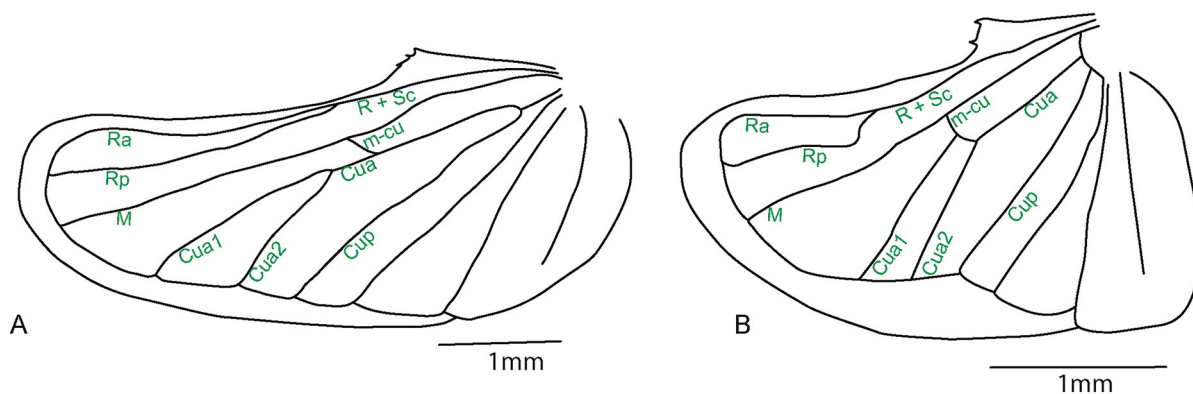 Ra
R + Sc
m-cu
Rp
Cua
M
Cua1
Cua2
Cup
A
1mm
Ra
R + Sc
m-cu
Cua
Rp
M
Cua1
Cua2
Cup
B
1mm